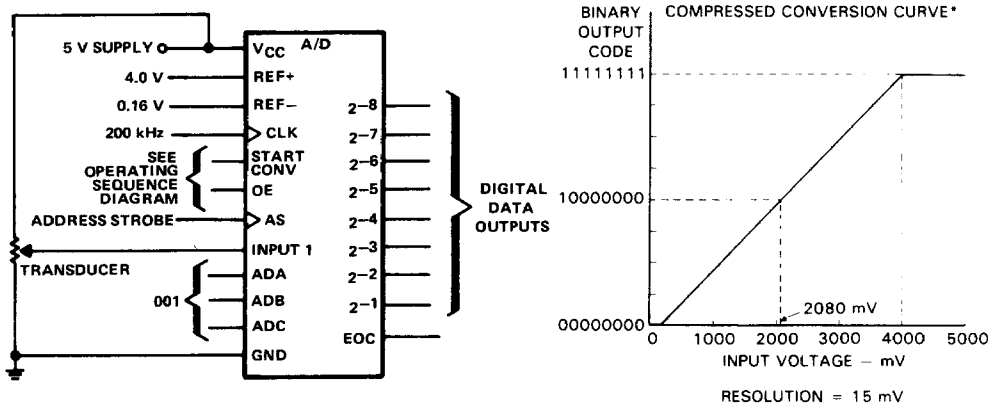 5 V SUPPLY
4.0 V
0.16 V
200 kHz
SEE
OPERATING
SEQUENCE
DIAGRAM
ADDRESS STROBE
TRANSDUCER
001
A/D
VCC
REF+
REF−
CLK
START
CONV
OE
AS
INPUT 1
ADA
ADB
ADC
GND
2−8
2−7
2−6
2−5
2−4
2−3
2−2
2−1
EOC
DIGITAL
DATA
OUTPUTS
BINARY
OUTPUT
CODE
COMPRESSED CONVERSION CURVE*
11111111
10000000
00000000
2080 mV
0 1000 2000 3000 4000 5000
INPUT VOLTAGE – mV
RESOLUTION = 15 mV